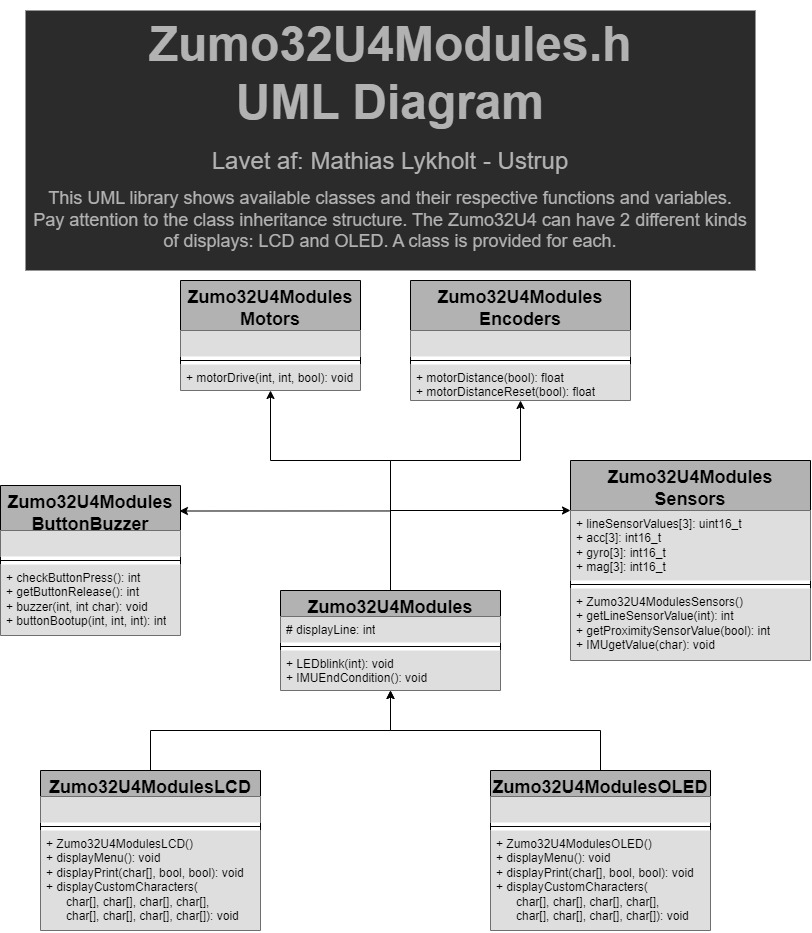 Zumo32U4Modules.h
UML Diagram
Lavet af: Mathias Lykholt - Ustrup
This UML library shows available classes and their respective functions and variables.
Pay attention to the class inheritance structure. The Zumo32U4 can have 2 different kinds
of displays: LCD and OLED. A class is provided for each.
Zumo32U4Modules
Motors
+ motorDrive(int, int, bool): void
Zumo32U4Modules
Encoders
+ motorDistance(bool): float
+ motorDistanceReset(bool): float
Zumo32U4Modules
ButtonBuzzer
+ checkButtonPress(): int
+ getButtonRelease(): int
+ buzzer(int, int char): void
+ buttonBootup(int, int, int): int
Zumo32U4Modules
Sensors
+ lineSensorValues[3]: uint16_t
+ acc[3]: int16_t
+ gyro[3]: int16_t
+ mag[3]: int16_t
+ Zumo32U4ModulesSensors()
+ getLineSensorValue(int): int
+ getProximitySensorValue(bool): int
+ IMUgetValue(char): void
Zumo32U4Modules
# displayLine: int
+ LEDblink(int): void
+ IMUEndCondition(): void
Zumo32U4ModulesLCD
+ Zumo32U4ModulesLCD()
+ displayMenu(): void
+ displayPrint(char[], bool, bool): void
+ displayCustomCharacters(
char[], char[], char[], char[],
char[], char[], char[], char[]): void
Zumo32U4ModulesOLED
+ Zumo32U4ModulesOLED()
+ displayMenu(): void
+ displayPrint(char[], bool, bool): void
+ displayCustomCharacters(
char[], char[], char[], char[],
char[], char[], char[], char[]): void